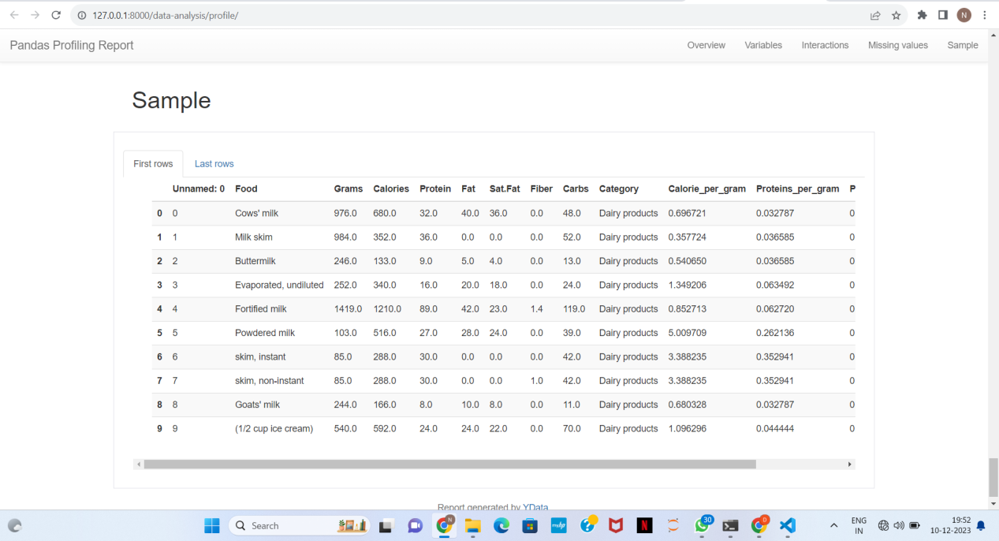 127.0.0.1:8000/data-analysis/profile/
N
Pandas Profiling Report Overview Variables Interactions Missing values Sample
Sample
First rows Last rows
Unnamed: 0 Food Grams Calories Protein Fat Sat.Fat Fiber Carbs Category Calorie_per_gram Proteins_per_gram P
0 0 Cows' milk 976.0 680.0 32.0 40.0 36.0 0.0 48.0 Dairy products 0.696721 0.032787 0
1 1 Milk skim 984.0 352.0 36.0 0.0 0.0 0.0 52.0 Dairy products 0.357724 0.036585 0
2 2 Buttermilk 246.0 133.0 9.0 5.0 4.0 0.0 13.0 Dairy products 0.540650 0.036585 0
3 3 Evaporated, undiluted 252.0 340.0 16.0 20.0 18.0 0.0 24.0 Dairy products 1.349206 0.063492 0
4 4 Fortified milk 1419.0 1210.0 89.0 42.0 23.0 1.4 119.0 Dairy products 0.852713 0.062720 0
5 5 Powdered milk 103.0 516.0 27.0 28.0 24.0 0.0 39.0 Dairy products 5.009709 0.262136 0
6 6 skim, instant 85.0 288.0 30.0 0.0 0.0 0.0 42.0 Dairy products 3.388235 0.352941 0
7 7 skim, non-instant 85.0 288.0 30.0 0.0 0.0 1.0 42.0 Dairy products 3.388235 0.352941 0
8 8 Goats' milk 244.0 166.0 8.0 10.0 8.0 0.0 11.0 Dairy products 0.680328 0.032787 0
9 9 (1/2 cup ice cream) 540.0 592.0 24.0 24.0 22.0 0.0 70.0 Dairy products 1.096296 0.044444 0
Report generated by YData
Search
N
myhp
N
30
D
ENG
IN
19:52
10-12-2023